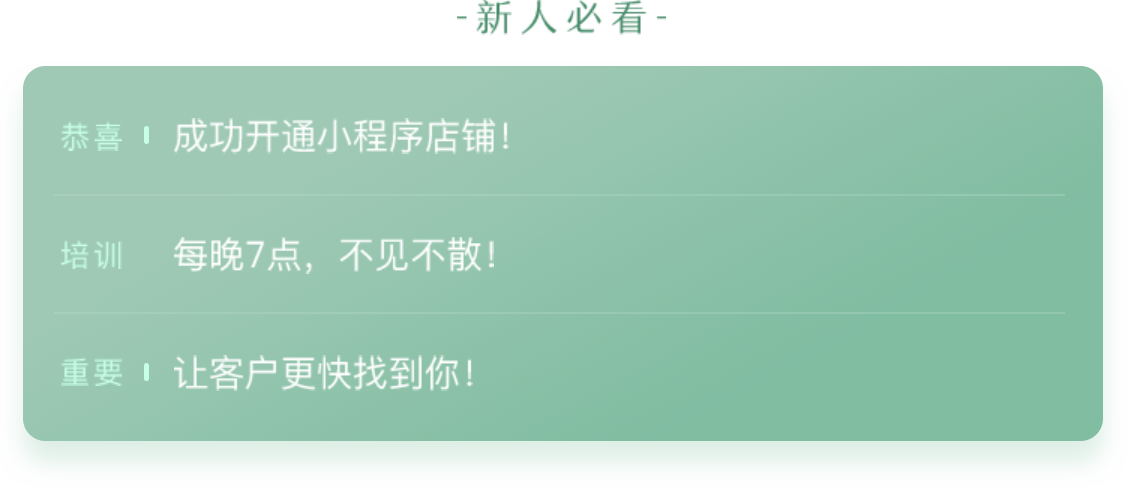 -新人必看-
恭喜 成功开通小程序店铺！
培训 每晚7点，不见不散！
重要 让客户更快找到你！